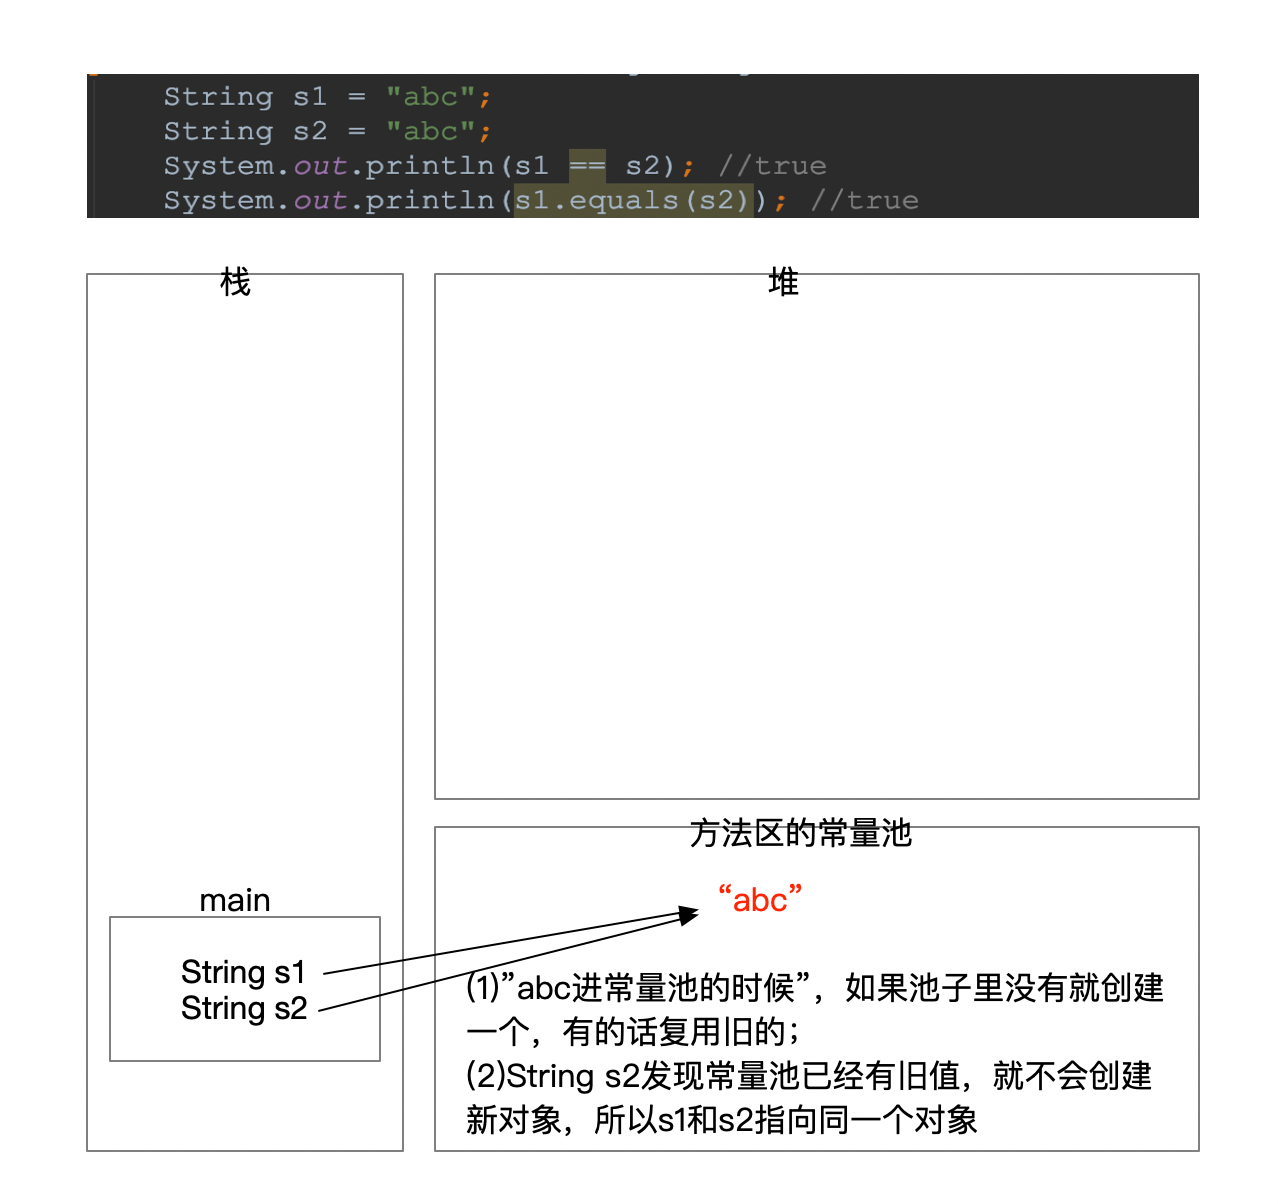 String s1 = "abc";
String s2 = "abc";
System.out.println(s1 == s2); //true
System.out.println(s1.equals(s2)); //true
栈
堆
方法区的常量池
main
“abc”
String s1
String s2
(1)”abc进常量池的时候”，如果池子里没有就创建
一个，有的话复用旧的；
(2)String s2发现常量池已经有旧值，就不会创建
新对象，所以s1和s2指向同一个对象